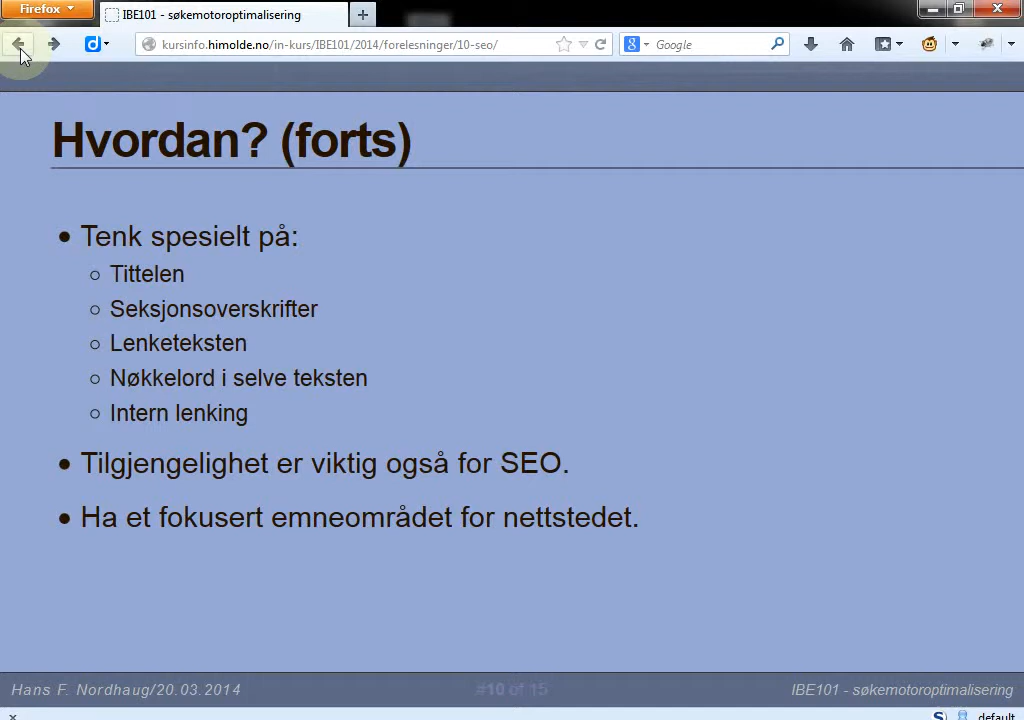 Firefox
IBE101 - søkemotoroptimalisering
kursinfo.himolde.no/in-kurs/IBE101/2014/forelesninger/10-seo/
Google
Hvordan? (forts)
Tenk spesielt på:
Tittelen
Seksjonsoverskrifter
Lenketeksten
Nøkkelord i selve teksten
Intern lenking
Tilgjengelighet er viktig også for SEO.
Ha et fokusert emneområdet for nettstedet.
Hans F. Nordhaug/20.03.2014
#10 of 15
IBE101 - søkemotoroptimalisering
default